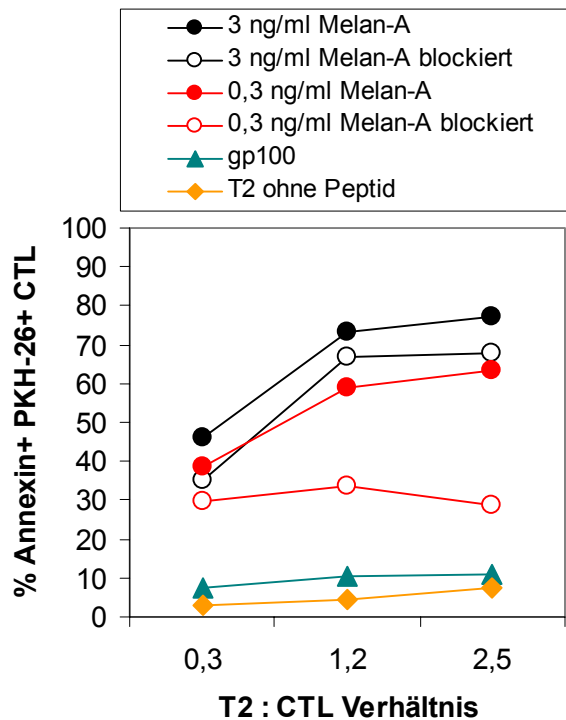 3 ng/ml Melan-A
3 ng/ml Melan-A blockiert
0,3 ng/ml Melan-A
0,3 ng/ml Melan-A blockiert
gp100
T2 ohne Peptid
% Annexin+ PKH-26+ CTL
100
90
80
70
60
50
40
30
20
10
0
0,3 1,2 2,5
T2 : CTL Verhältnis